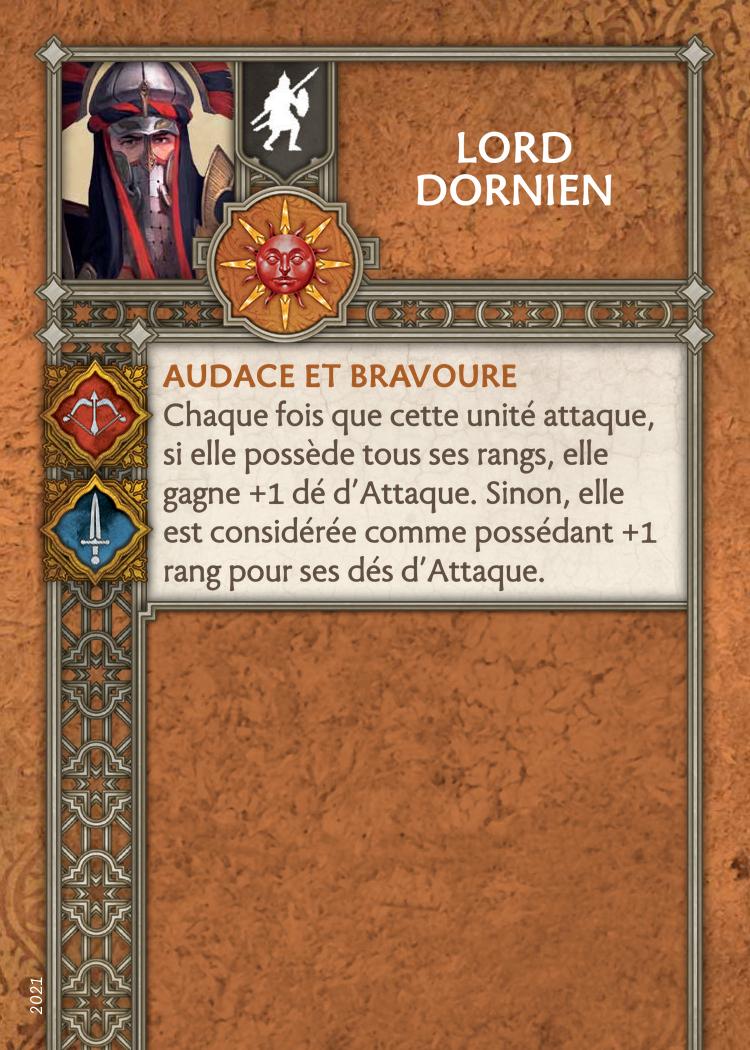 LORD
DORNIEN
AUDACE ET BRAVOURE
Chaque fois que cette unité attaque,
si elle possède tous ses rangs, elle
gagne +1 dé d’Attaque. Sinon, elle
est considérée comme possédant +1
rang pour ses dés d’Attaque.
2021